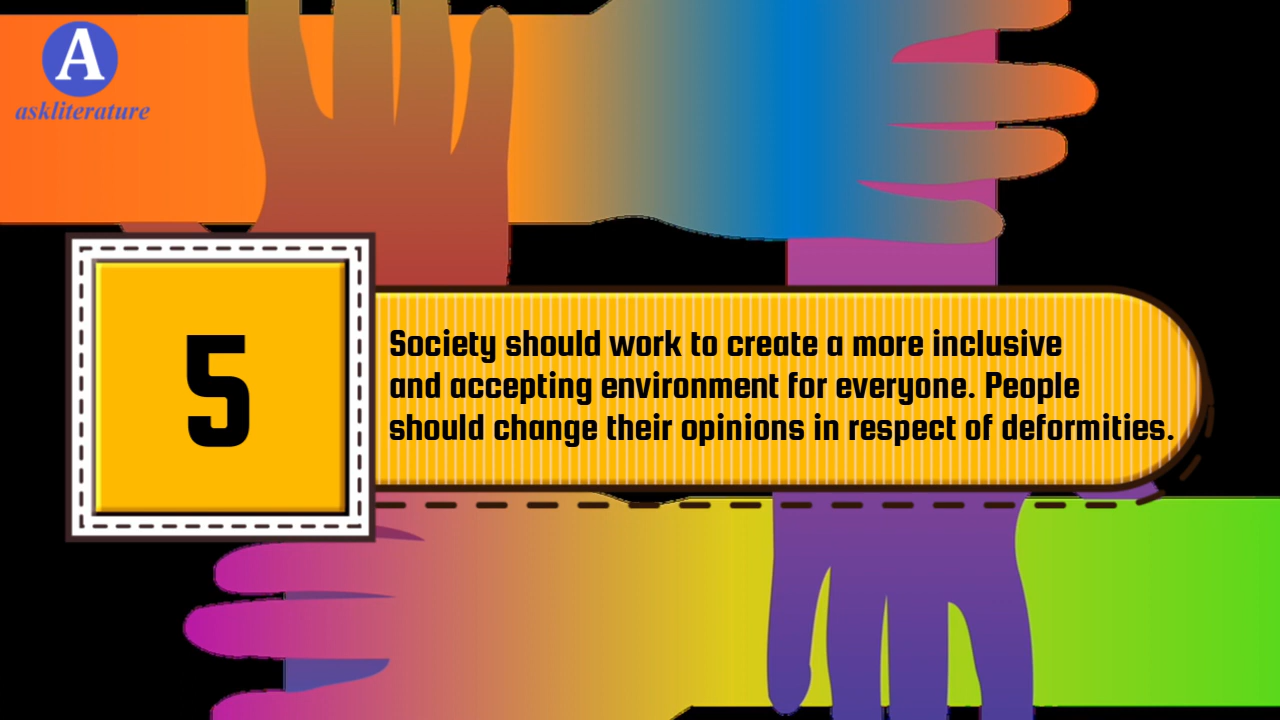 A
askliterature
5
Society should work to create a more inclusive
and accepting environment for everyone. People
should change their opinions in respect of deformities.